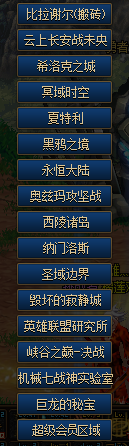 比拉谢尔(搬砖)
云上长安战未央
希洛克之城
冥域时空
夏特利
黑鸦之境
永恒大陆
奥兹玛攻坚战
西陵诸岛
纳门洛斯
圣域边界
毁坏的寂静城
英雄联盟研究所
峡谷之巅-决战
机械七战神实验室
巨龙的秘宝
超级会员区域